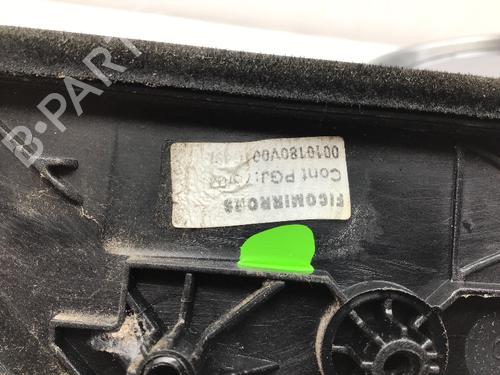 FICOMIRRORS
Cont PGJ:
0010180V00
B-PARTS